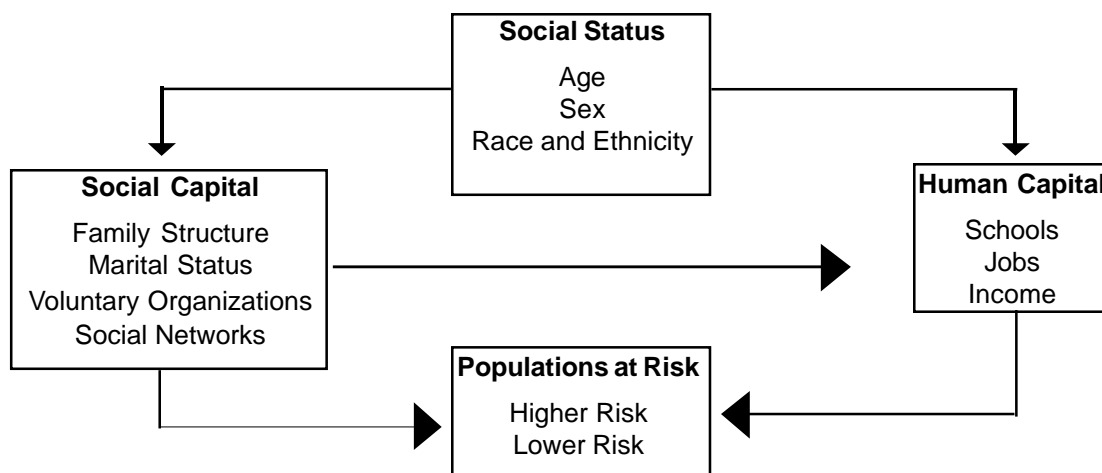 Social Status
Age
Sex
Race and Ethnicity
Social Capital
Family Structure
Marital Status
Voluntary Organizations
Social Networks
Human Capital
Schools
Jobs
Income
Populations at Risk
Higher Risk
Lower Risk